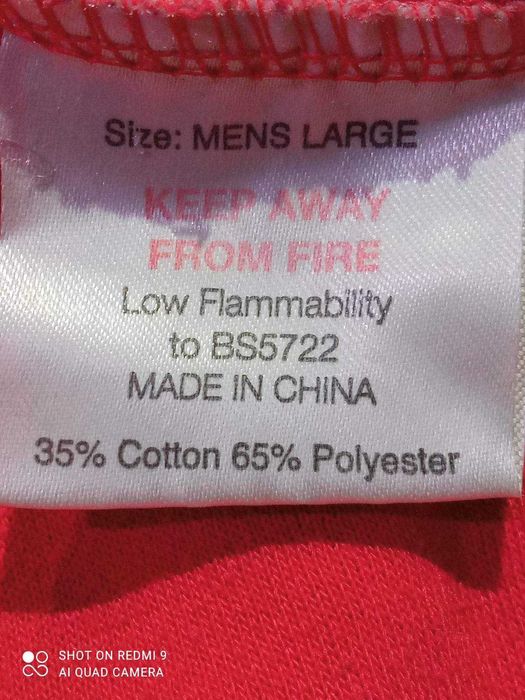 Size: MENS LARGE
KEEP AWAY
FROM FIRE
Low Flammability
to BS5722
MADE IN CHINA
35% Cotton 65% Polyester
SHOT ON REDMI 9
AI QUAD CAMERA